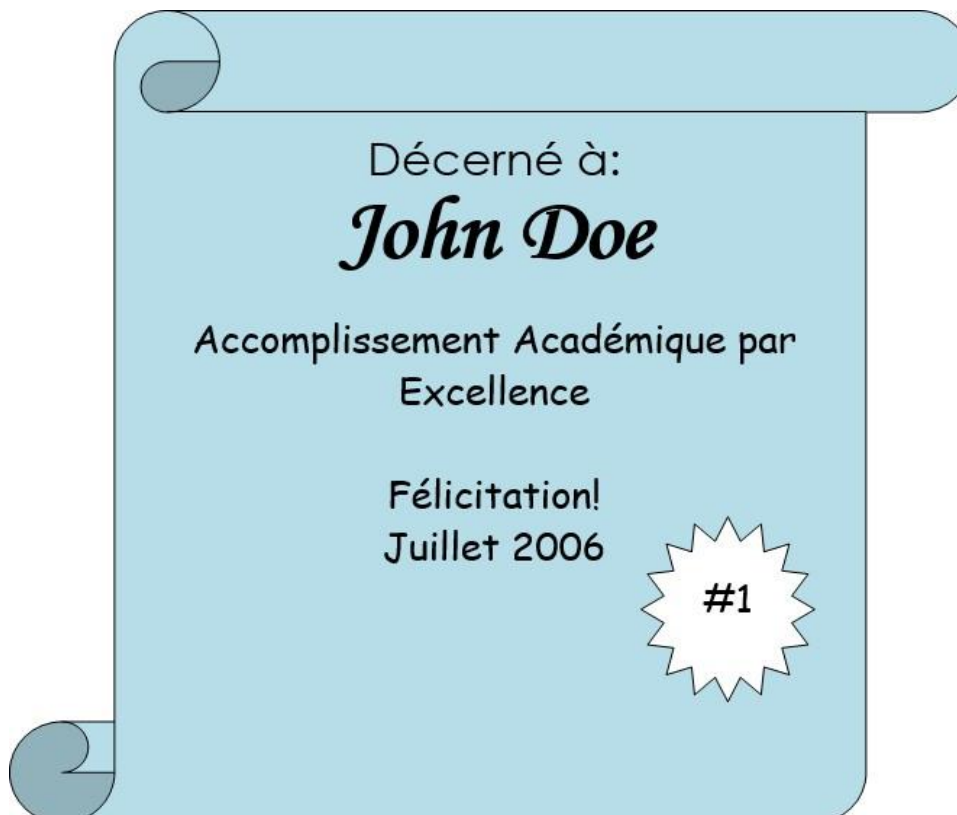 Décerné à:
John Doe
Accomplissement Académique par
Excellence
Félicitation!
Juillet 2006
#1